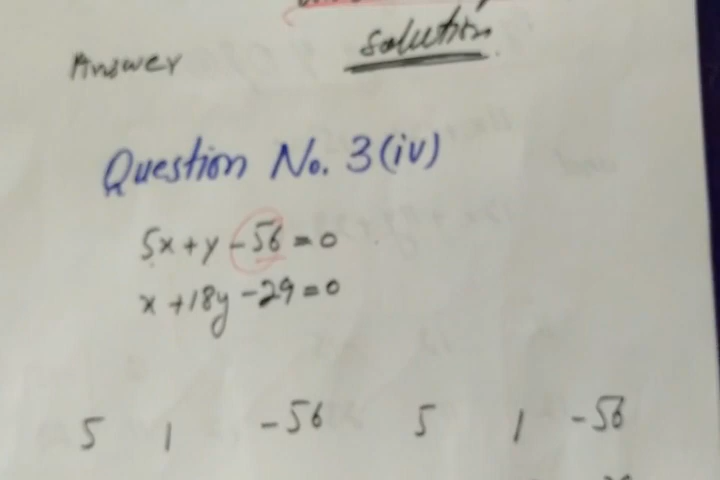 Answer Solution
Question No. 3(iv)
5x+y-56=0
x+18y-29=0
5 1 -56 5 1 -56